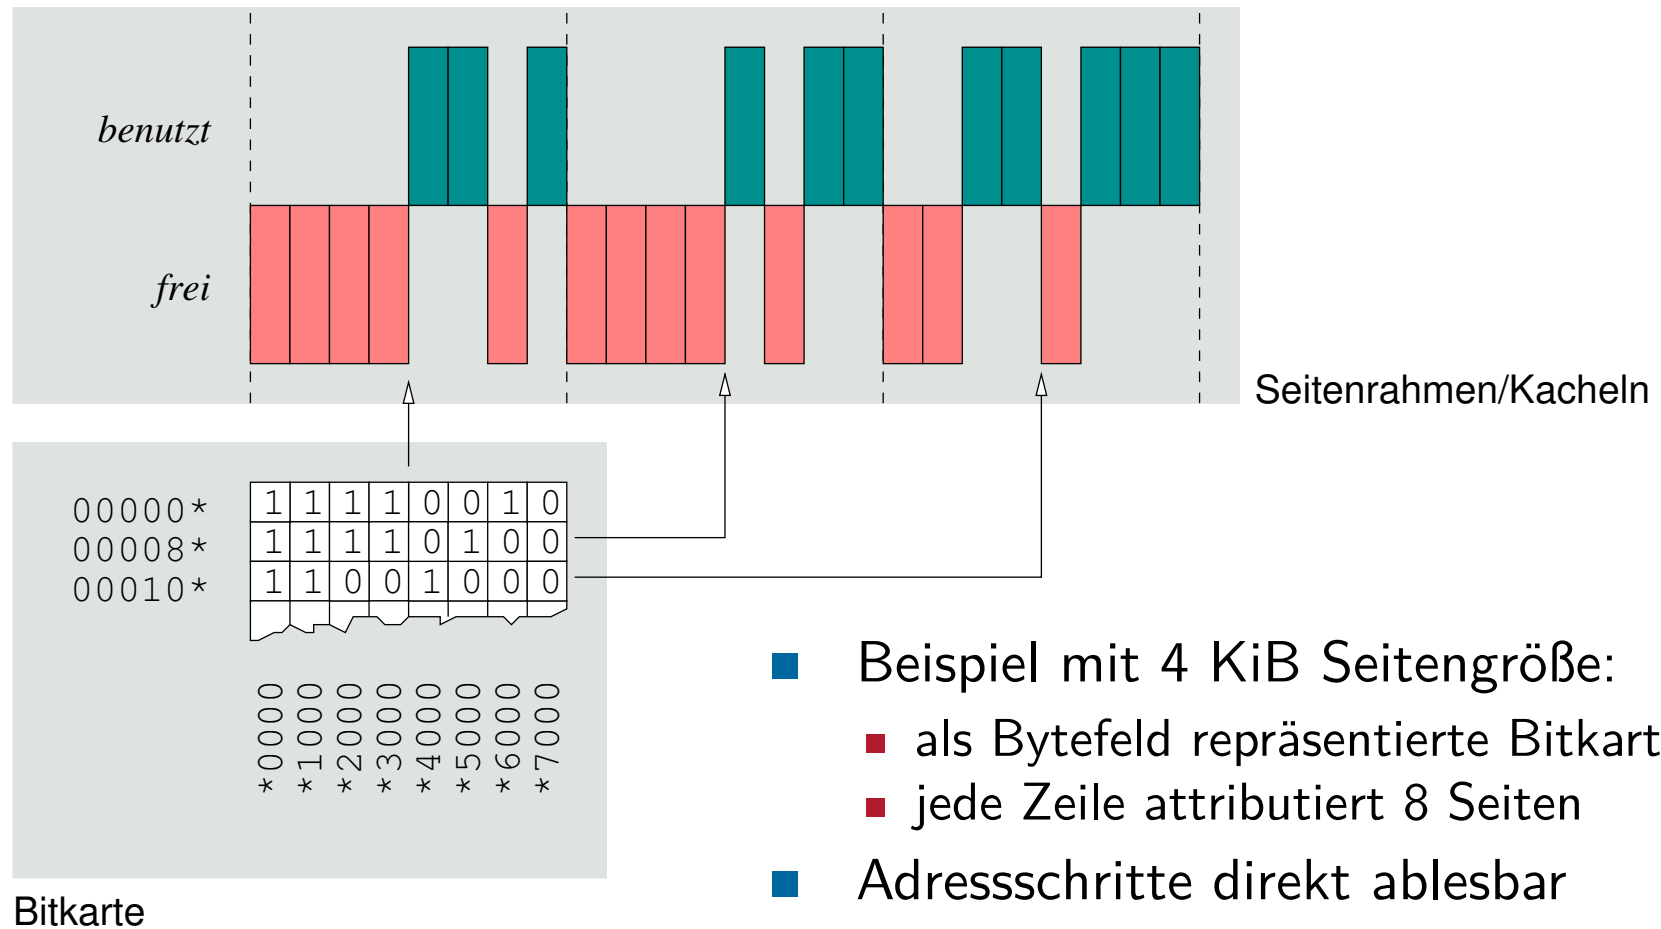 benutzt
frei
Seitenrahmen/Kacheln
00000* 1 1 1 1 0 0 1 0
00008* 1 1 1 1 0 1 0 0
00010* 1 1 0 0 1 0 0 0
*0000 *1000 *2000 *3000 *4000 *5000 *6000 *7000
Bitkarte
Beispiel mit 4 KiB Seitengröße:
als Bytefeld repräsentierte Bitkart
jede Zeile attributiert 8 Seiten
Adressschritte direkt ablesbar